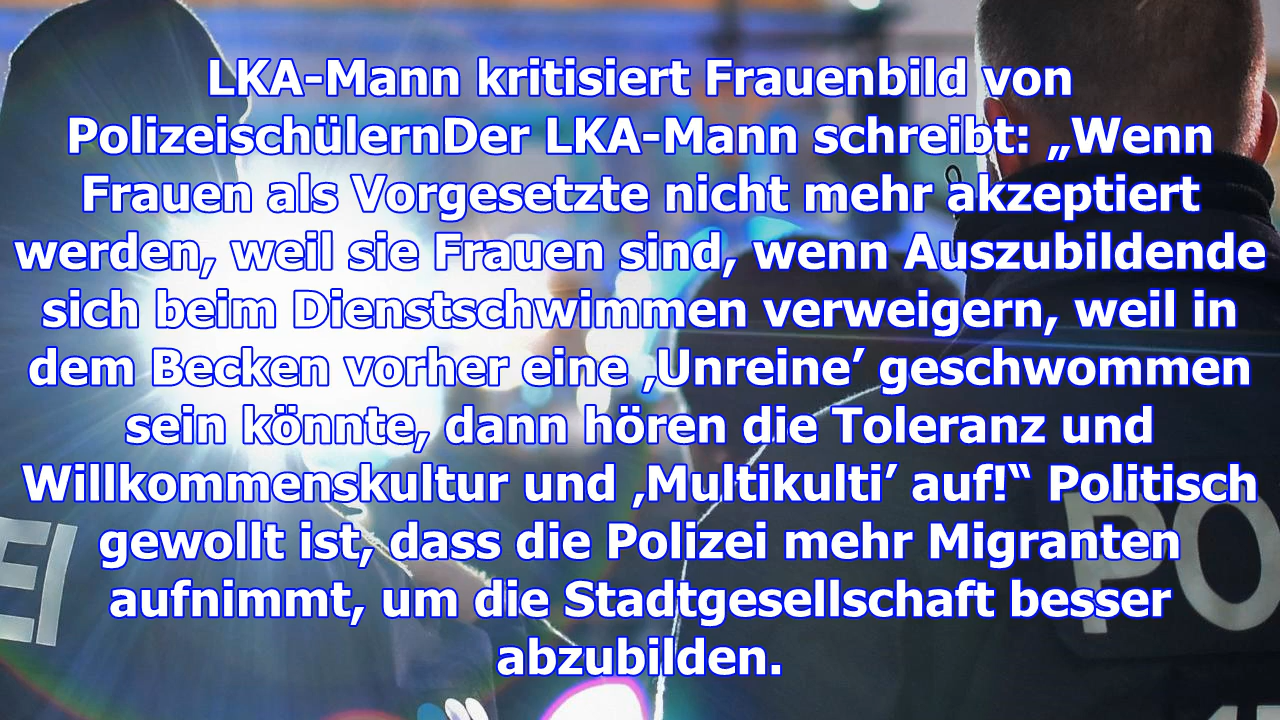 LKA-Mann kritisiert Frauenbild von
PolizeischülernDer LKA-Mann schreibt: „Wenn
Frauen als Vorgesetzte nicht mehr akzeptiert
werden, weil sie Frauen sind, wenn Auszubildende
sich beim Dienstschwimmen verweigern, weil in
dem Becken vorher eine ‚Unreine’ geschwommen
sein könnte, dann hören die Toleranz und
Willkommenskultur und ‚Multikulti’ auf!“ Politisch
gewollt ist, dass die Polizei mehr Migranten
aufnimmt, um die Stadtgesellschaft besser
abzubilden.
EI
PO